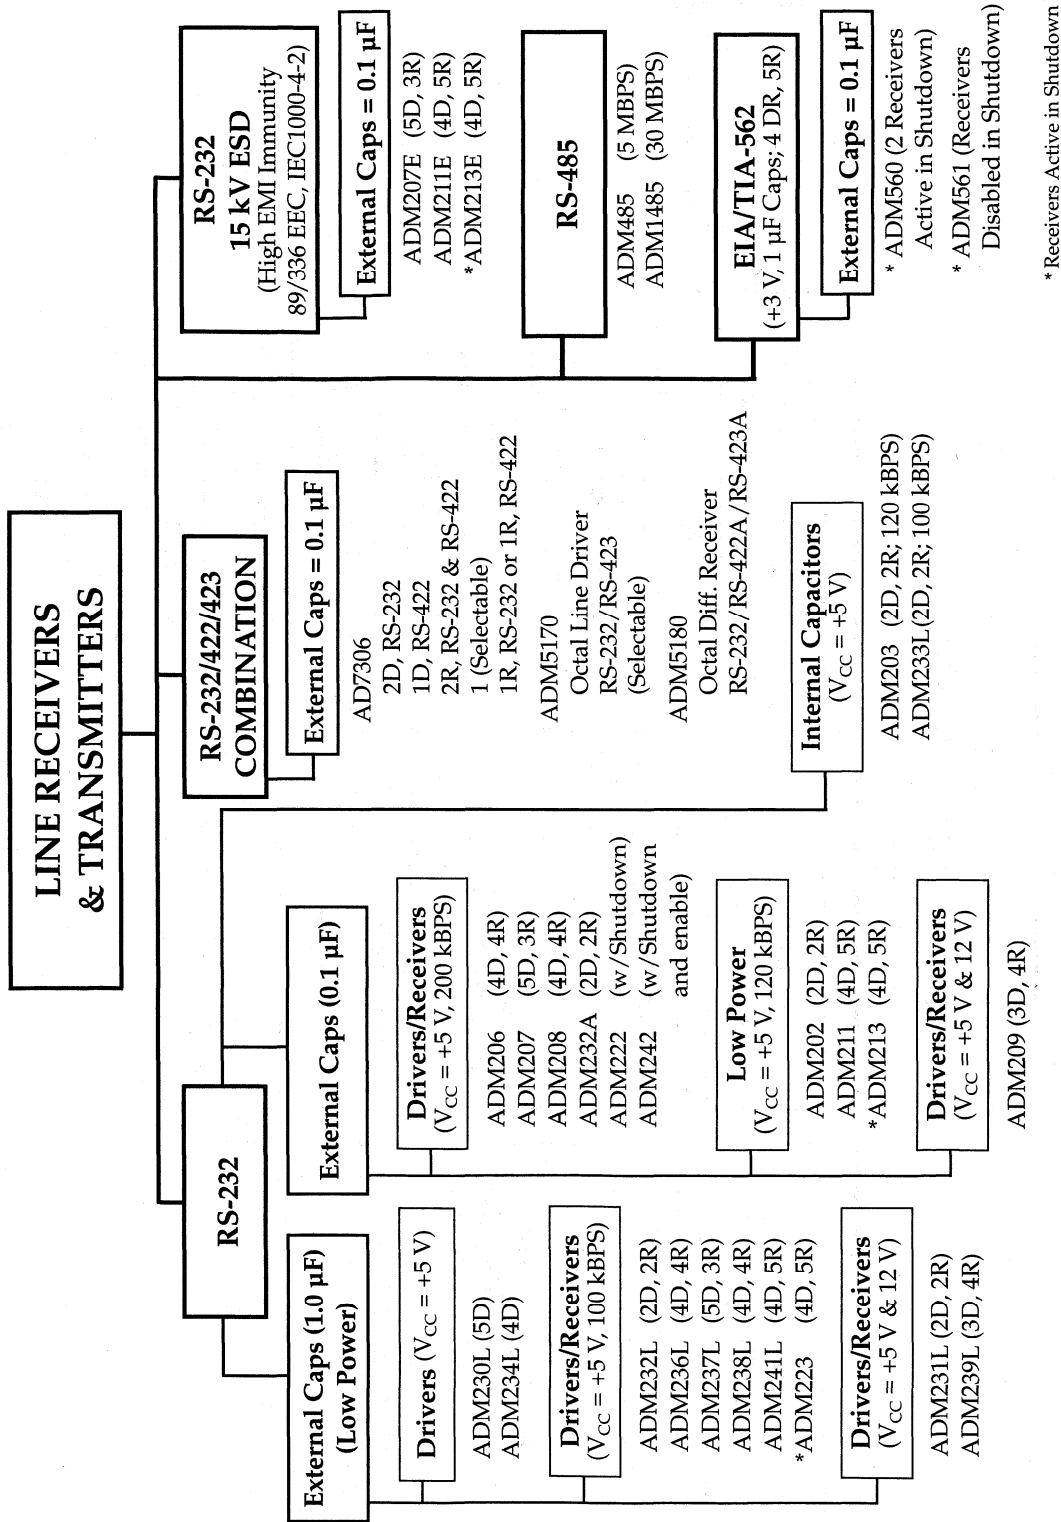 LINE RECEIVERS
& TRANSMITTERS
RS-232
External Caps (1.0 µF)
(Low Power)
Drivers (VCC = +5 V)
ADM230L (5D)
ADM234L (4D)
Drivers/Receivers
(VCC = +5 V, 100 kBPS)
ADM232L (2D, 2R)
ADM236L (4D, 4R)
ADM237L (5D, 3R)
ADM238L (4D, 4R)
ADM241L (4D, 5R)
*ADM223 (4D, 5R)
Drivers/Receivers
(VCC = +5 V & 12 V)
ADM231L (2D, 2R)
ADM239L (3D, 4R)
External Caps (0.1 µF)
Drivers/Receivers
(VCC = +5 V, 200 kBPS)
ADM206 (4D, 4R)
ADM207 (5D, 3R)
ADM208 (4D, 4R)
ADM232A (2D, 2R)
ADM222 (w/Shutdown)
ADM242 (w/Shutdown
and enable)
Low Power
(VCC = +5 V, 120 kBPS)
ADM202 (2D, 2R)
ADM211 (4D, 5R)
*ADM213 (4D, 5R)
Drivers/Receivers
(VCC = +5 V & 12 V)
ADM209 (3D, 4R)
Internal Capacitors
(VCC = +5 V)
ADM203 (2D, 2R; 120 kBPS)
ADM233L (2D, 2R; 100 kBPS)
RS-232/422/423
COMBINATION
External Caps = 0.1 µF
AD7306
2D, RS-232
1D, RS-422
2R, RS-232 & RS-422
1 (Selectable)
1R, RS-232 or 1R, RS-422
ADM5170
Octal Line Driver
RS-232/RS-423
(Selectable)
ADM5180
Octal Diff. Receiver
RS-232/RS-422A/RS-423A
RS-232
15 kV ESD
(High EMI Immunity
89/336 EEC, IEC1000-4-2)
External Caps = 0.1 µF
ADM207E (5D, 3R)
ADM211E (4D, 5R)
*ADM213E (4D, 5R)
RS-485
ADM485 (5 MBPS)
ADM1485 (30 MBPS)
EIA/TIA-562
(+3 V, 1 µF Caps; 4 DR, 5R)
External Caps = 0.1 µF
* ADM560 (2 Receivers
Active in Shutdown)
* ADM561 (Receivers
Disabled in Shutdown)
* Receivers Active in Shutdown